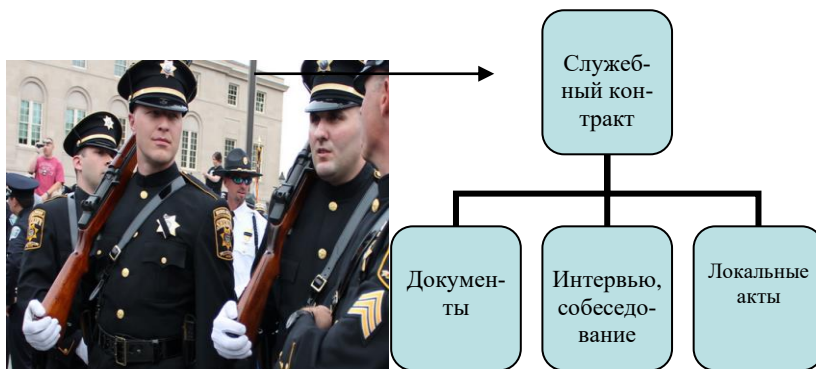 Служеб-
ный кон-
тракт
Докумен-
ты
Интервью,
собеседо-
вание
Локальные
акты